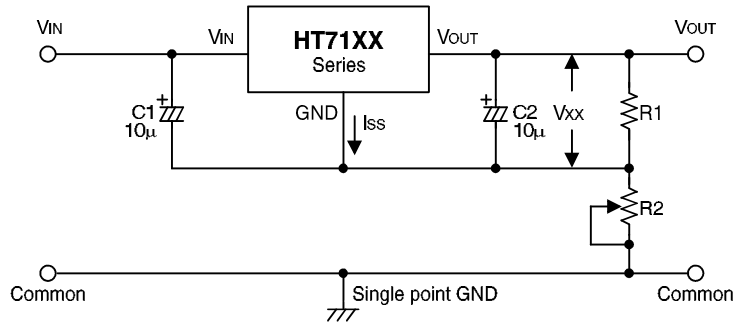 VIN
VIN
HT71XX
Series
VOUT
VOUT
C1
10μ
GND
ISS
C2
10μ
VXX
R1
R2
Common
Single point GND
Common